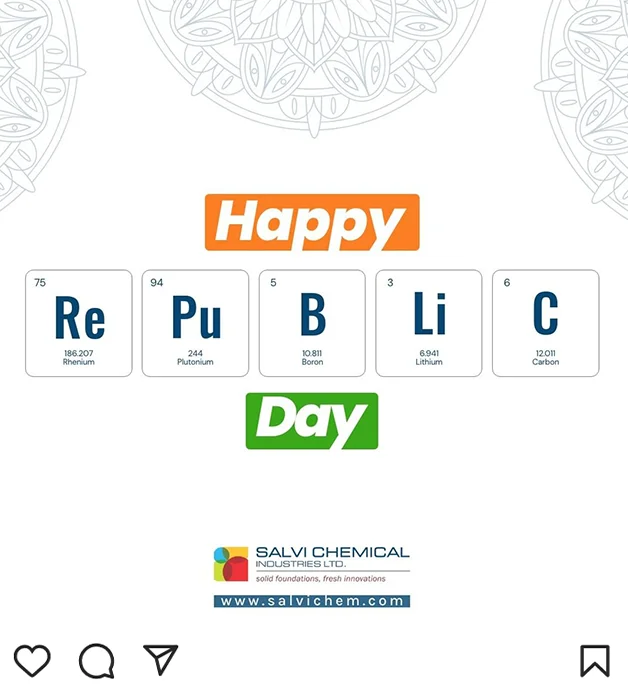 Happy
75 94 5 3 6
Re Pu B Li C
186.207 244 10.811 6.941 12.011
Rhenium Plutonium Boron Lithium Carbon
Day
SALVI CHEMICAL
INDUSTRIES LTD.
solid foundations, fresh innovations
www.salvichem.com